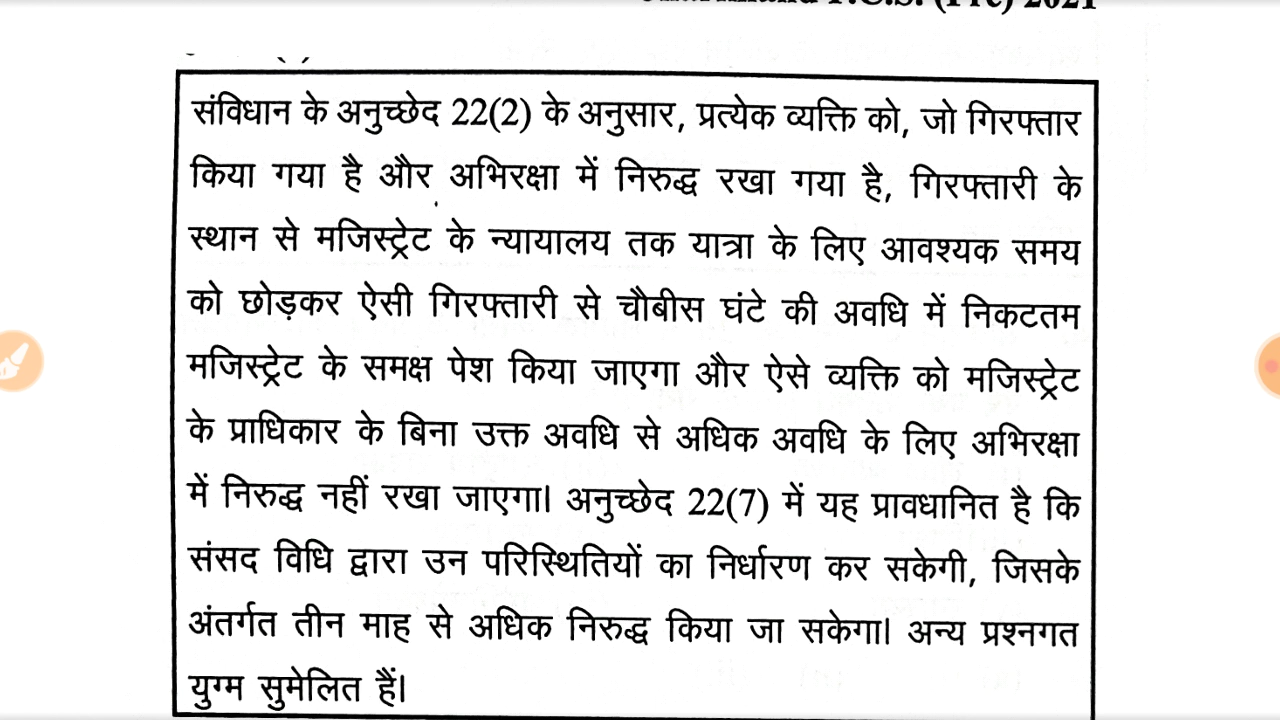 P.C.S. (Pre) 2021
संविधान के अनुच्छेद 22(2) के अनुसार, प्रत्येक व्यक्ति को, जो गिरफ्तार
किया गया है और अभिरक्षा में निरुद्ध रखा गया है, गिरफ्तारी के
स्थान से मजिस्ट्रेट के न्यायालय तक यात्रा के लिए आवश्यक समय
को छोड़कर ऐसी गिरफ्तारी से चौबीस घंटे की अवधि में निकटतम
मजिस्ट्रेट के समक्ष पेश किया जाएगा और ऐसे व्यक्ति को मजिस्ट्रेट
के प्राधिकार के बिना उक्त अवधि से अधिक अवधि के लिए अभिरक्षा
में निरुद्ध नहीं रखा जाएगा। अनुच्छेद 22(7) में यह प्रावधानित है कि
संसद विधि द्वारा उन परिस्थितियों का निर्धारण कर सकेगी, जिसके
अंतर्गत तीन माह से अधिक निरुद्ध किया जा सकेगा। अन्य प्रश्नगत
युग्म सुमेलित हैं।